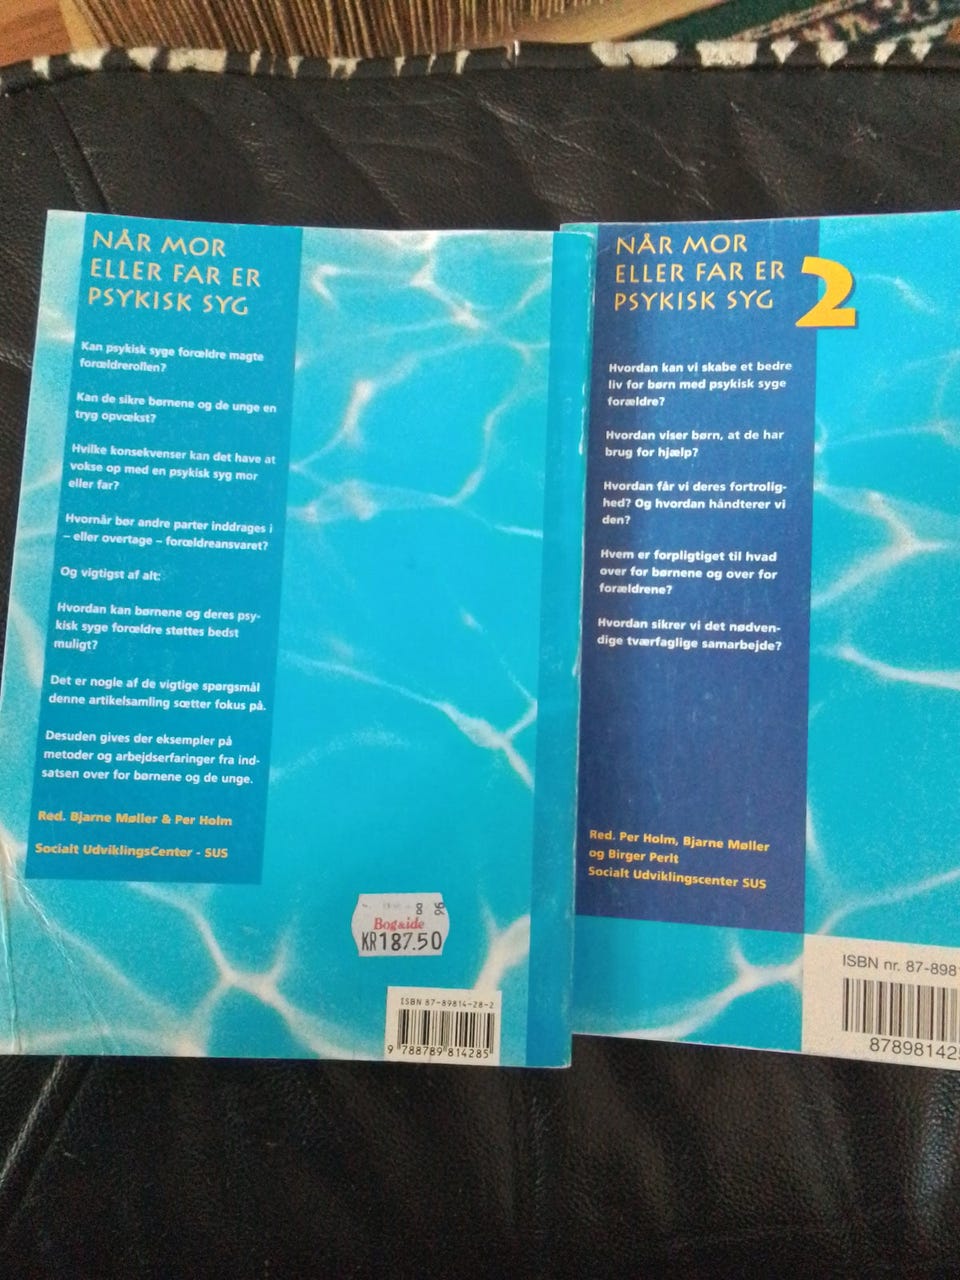 NÅR MOR
ELLER FAR ER
PSYKISK SYG
Kan psykisk syge forældre magte
forældrerollen?
Kan de sikre børnene og de unge en
tryg opvækst?
Hvilke konsekvenser kan det have at
vokse op med en psykisk syg mor
eller far?
Hvornår bør andre parter inddrages i
– eller overtage – forældreansvaret?
Og vigtigst af alt:
Hvordan kan børnene og deres psy-
kisk syge forældre støttes bedst
muligt?
Det er nogle af de vigtige spørgsmål
denne artikelsamling sætter fokus på.
Desuden gives der eksempler på
metoder og arbejdserfaringer fra ind-
satsen over for børnene og de unge.
Red. Bjarne Møller & Per Holm
Socialt UdviklingsCenter - SUS
Bog&ide
KR187.50
ISBN 87-89814-28-2
9 788789 814285
NÅR MOR
ELLER FAR ER
PSYKISK SYG 2
Hvordan kan vi skabe et bedre
liv for børn med psykisk syge
forældre?
Hvordan viser børn, at de har
brug for hjælp?
Hvordan får vi deres fortrolig-
hed? Og hvordan håndterer vi
den?
Hvem er forpligtiget til hvad
over for børnene og over for
forældrene?
Hvordan sikrer vi det nødven-
dige tværfaglige samarbejde?
Red. Per Holm, Bjarne Møller
og Birger Perlt
Socialt Udviklingscenter SUS
ISBN nr. 87-898
87898142